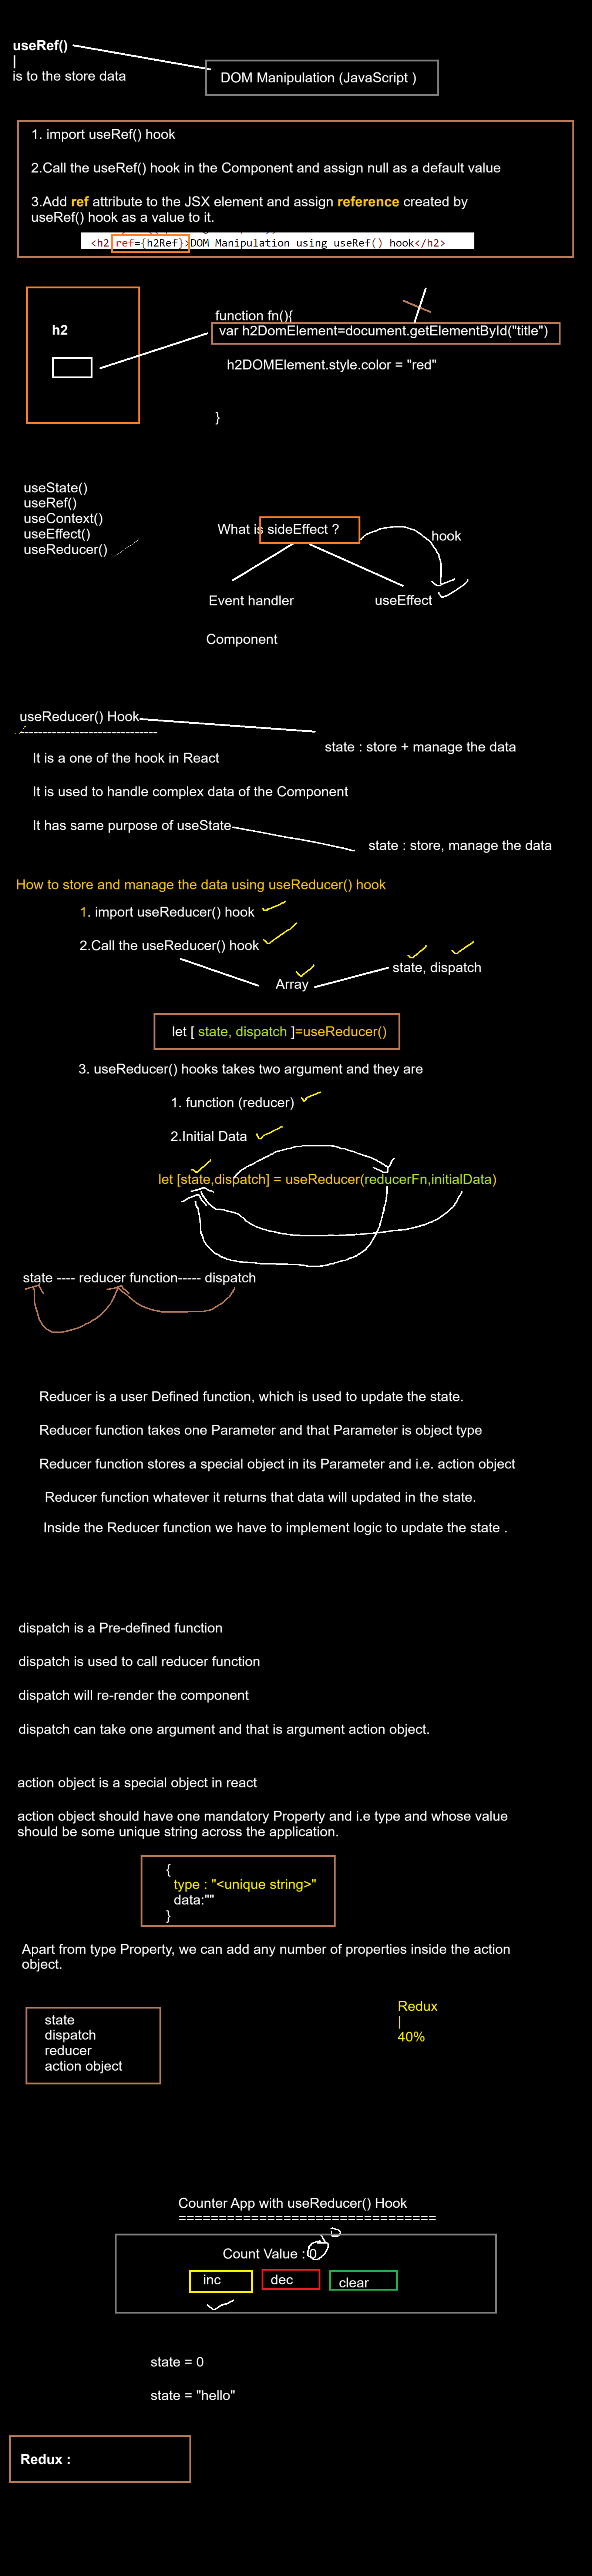 useRef()
|
is to the store data
DOM Manipulation (JavaScript )
1. import useRef() hook
2.Call the useRef() hook in the Component and assign null as a default value
3.Add ref attribute to the JSX element and assign reference created by
useRef() hook as a value to it.
<h2 ref={h2Ref}>DOM Manipulation using useRef() hook</h2>
h2
function fn(){
var h2DomElement=document.getElementById("title")
h2DOMElement.style.color = "red"
}
useState()
useRef()
useContext()
useEffect()
useReducer()
What is sideEffect ?
hook
Event handler
useEffect
Component
useReducer() Hook
------------------------------
state : store + manage the data
It is a one of the hook in React
It is used to handle complex data of the Component
It has same purpose of useState
state : store, manage the data
How to store and manage the data using useReducer() hook
1. import useReducer() hook
2.Call the useReducer() hook
state, dispatch
Array
let [ state, dispatch ]=useReducer()
3. useReducer() hooks takes two argument and they are
1. function (reducer)
2.Initial Data
let [state,dispatch] = useReducer(reducerFn,initialData)
state ---- reducer function----- dispatch
Reducer is a user Defined function, which is used to update the state.
Reducer function takes one Parameter and that Parameter is object type
Reducer function stores a special object in its Parameter and i.e. action object
Reducer function whatever it returns that data will updated in the state.
Inside the Reducer function we have to implement logic to update the state .
dispatch is a Pre-defined function
dispatch is used to call reducer function
dispatch will re-render the component
dispatch can take one argument and that is argument action object.
action object is a special object in react
action object should have one mandatory Property and i.e type and whose value
should be some unique string across the application.
{
type : "<unique string>"
data:""
}
Apart from type Property, we can add any number of properties inside the action
object.
state
dispatch
reducer
action object
Redux
|
40%
Counter App with useReducer() Hook
================================
Count Value : 0
inc
dec
clear
state = 0
state = "hello"
Redux :